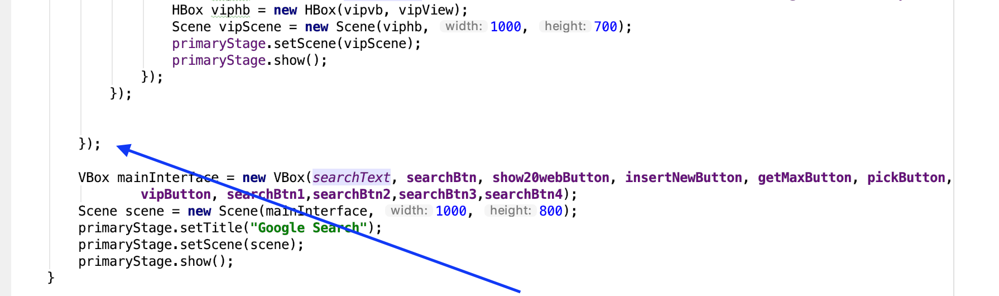 HBox viphb = new HBox(vipvb, vipView);
Scene vipScene = new Scene(viphb, width: 1000, height: 700);
primaryStage.setScene(vipScene);
primaryStage.show();
});
});
});
VBox mainInterface = new VBox(searchText, searchBtn, show20webButton, insertNewButton, getMaxButton, pickButton,
vipButton, searchBtn1,searchBtn2,searchBtn3,searchBtn4);
Scene scene = new Scene(mainInterface, width: 1000, height: 800);
primaryStage.setTitle("Google Search");
primaryStage.setScene(scene);
primaryStage.show();
}